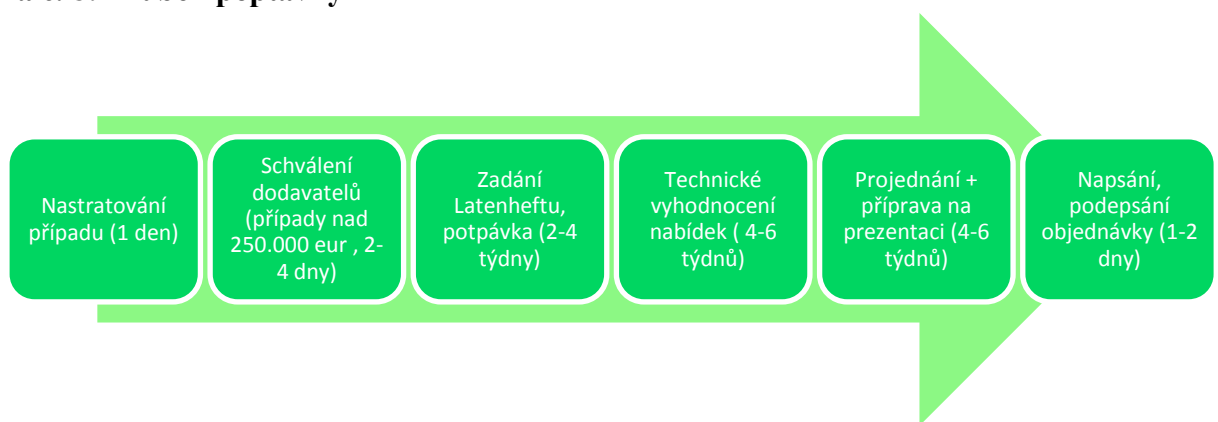 Nastratování
případu (1 den)
Schválení
dodavatelů
(případy nad
250.000 eur , 2-
4 dny)
Zadání
Latenheftu,
potpávka (2-4
týdny)
Technické
vyhodnocení
nabídek ( 4-6
týdnů)
Projednání +
příprava na
prezentaci (4-6
týdnů)
Napsání,
podepsání
objednávky (1-2
dny)